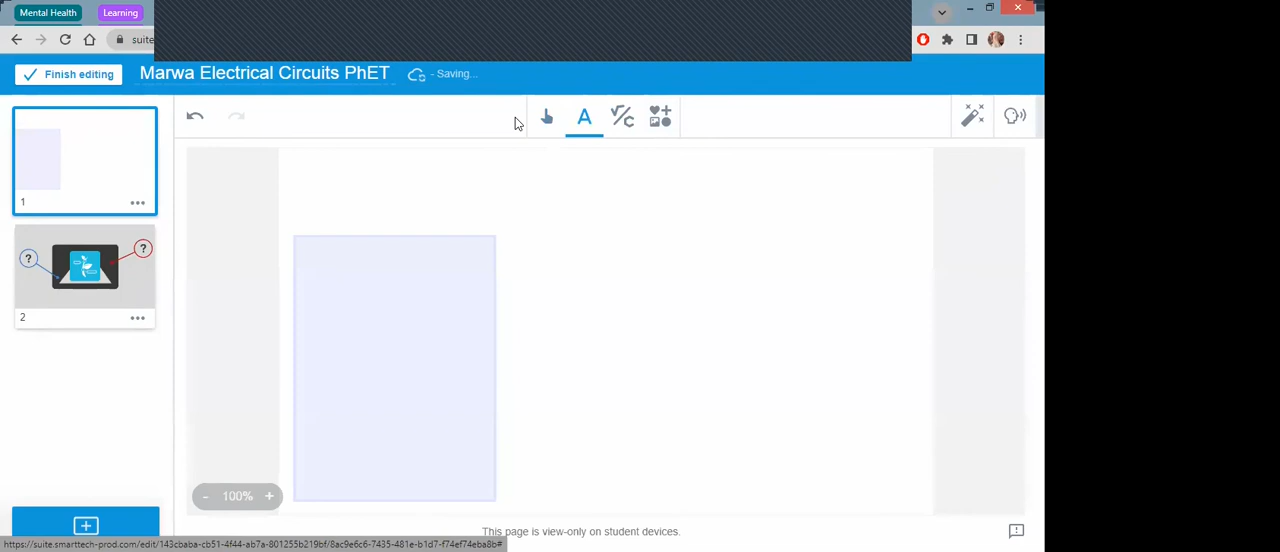 Mental Health
Learning
suite
Finish editing
Marwa Electrical Circuits PhET
- Saving...
A
√/C
1
?
?
2
- 100% +
This page is view-only on student devices.
https://suite.smarttech-prod.com/edit/143cbaba-cb51-4f44-ab7a-801255b219bf/8ac9e6c6-7435-481e-b1d7-f74ef74eba8b#